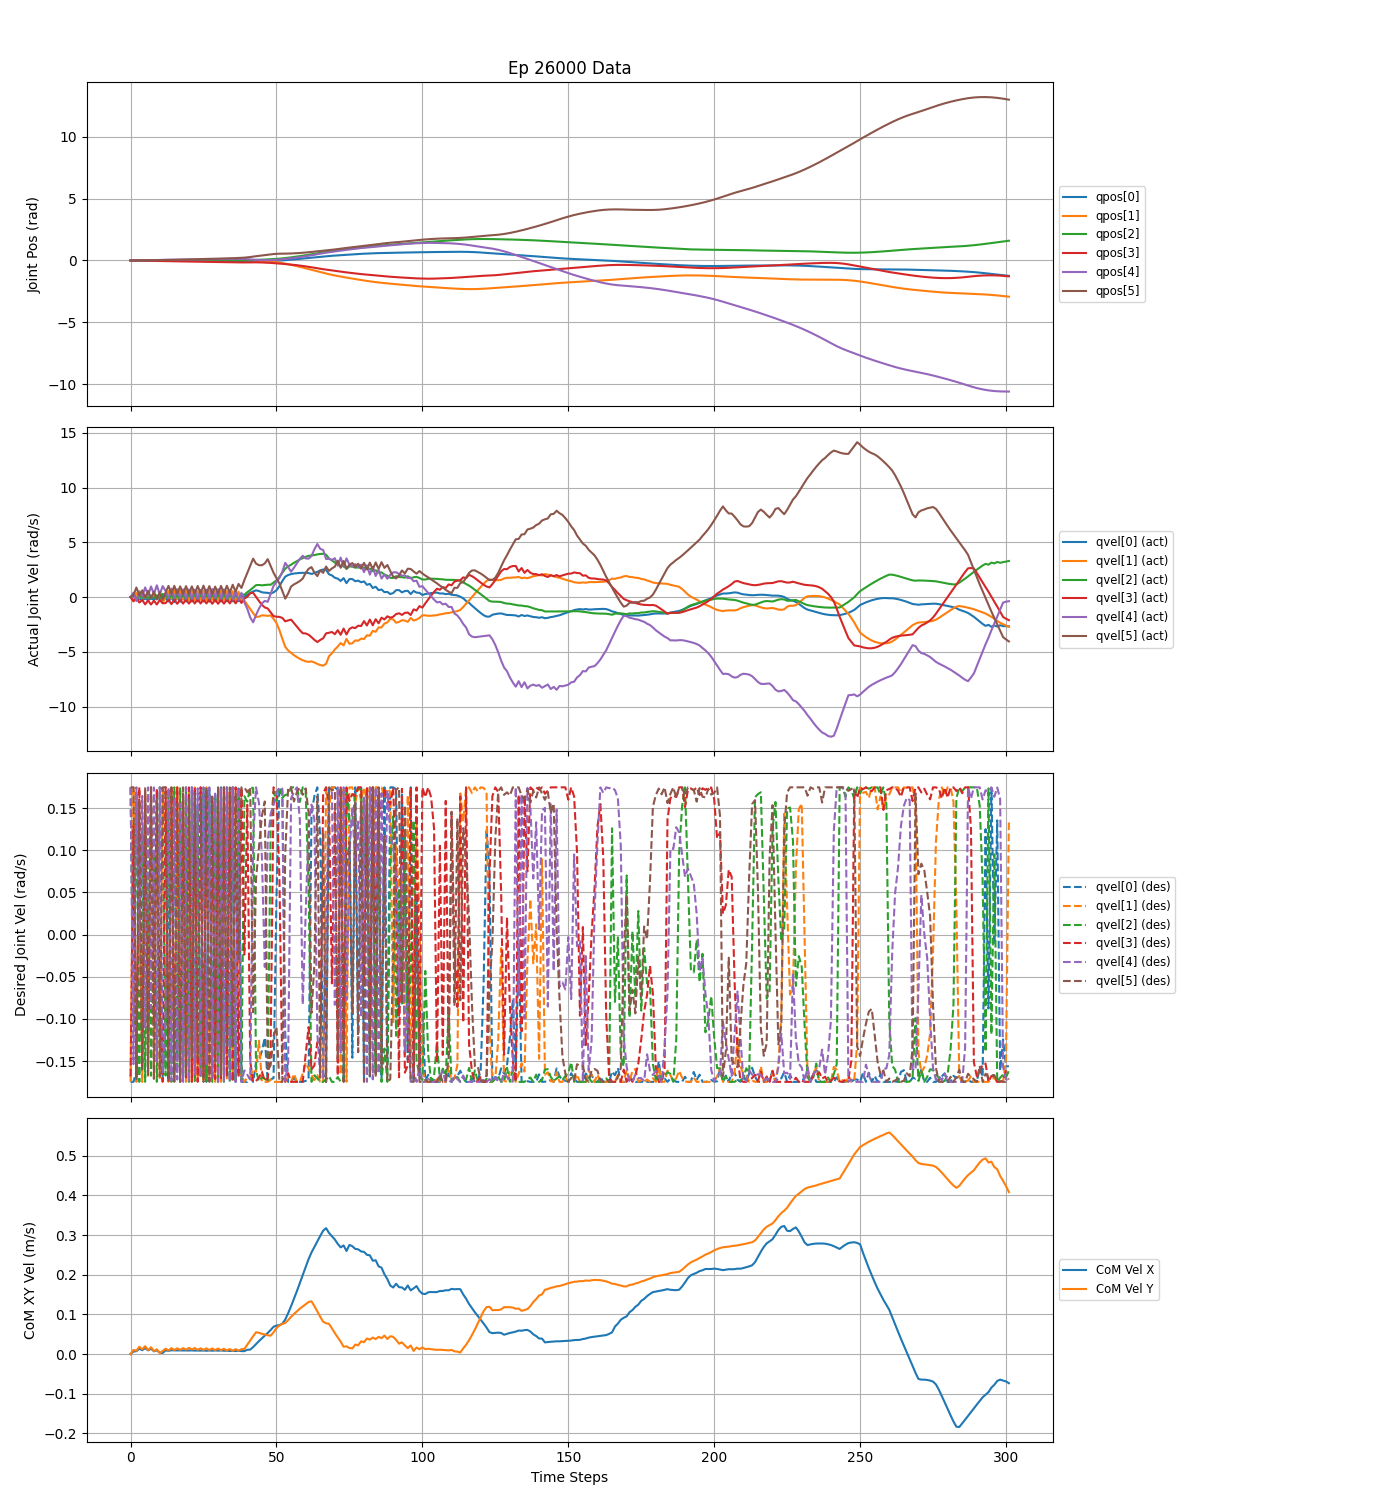 Ep 26000 Data
Joint Pos (rad)
10
5
0
−5
−10
qpos[0]
qpos[1]
qpos[2]
qpos[3]
qpos[4]
qpos[5]
Actual Joint Vel (rad/s)
15
10
5
0
−5
−10
qvel[0] (act)
qvel[1] (act)
qvel[2] (act)
qvel[3] (act)
qvel[4] (act)
qvel[5] (act)
Desired Joint Vel (rad/s)
0.15
0.10
0.05
0.00
−0.05
−0.10
−0.15
qvel[0] (des)
qvel[1] (des)
qvel[2] (des)
qvel[3] (des)
qvel[4] (des)
qvel[5] (des)
CoM XY Vel (m/s)
0.5
0.4
0.3
0.2
0.1
0.0
−0.1
−0.2
CoM Vel X
CoM Vel Y
0 50 100 150 200 250 300
Time Steps